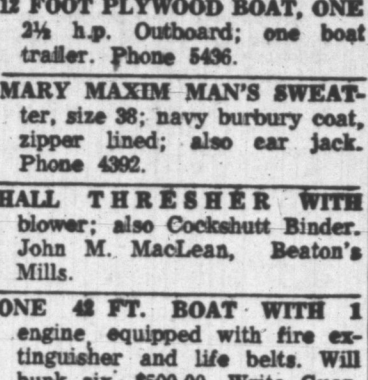 12 FOOT PLYWOOD BOAT, ONE
2½ h.p. Outboard; one boat
trailer. Phone 5436.
MARY MAXIM MAN'S SWEAT-
ter, size 38; navy burbury coat,
zipper lined; also car jack.
Phone 4392.
HALL THRESHER WITH
blower; also Cockshutt Binder.
John M. MacLean, Beaton's
Mills.
ONE 42 FT. BOAT WITH 1
engine, equipped with fire ex-
tinguisher and life belts. Will